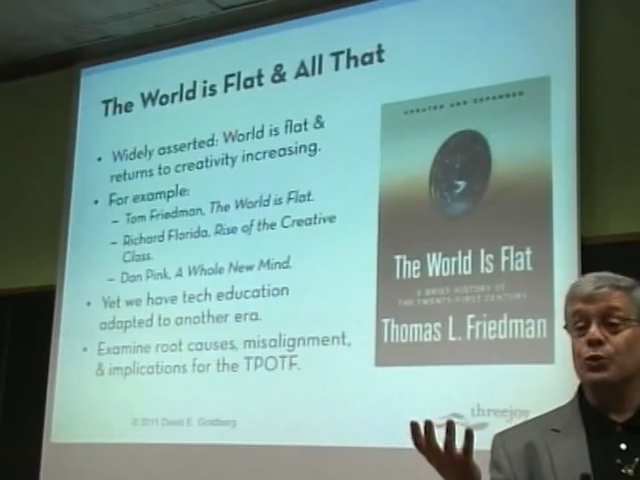 The World is Flat & All That
• Widely asserted: World is flat &
returns to creativity increasing.
• For example:
– Tom Friedman, The World is Flat.
– Richard Florida, Rise of the Creative
Class.
– Dan Pink, A Whole New Mind.
• Yet we have tech education
adapted to another era.
• Examine root causes, misalignment,
& implications for the TPOTF.
© 2011 David E. Goldberg
UPDATED AND EXPANDED
The World Is Flat
A BRIEF HISTORY OF
THE TWENTY-FIRST CENTURY
Thomas L. Friedman
threejoy